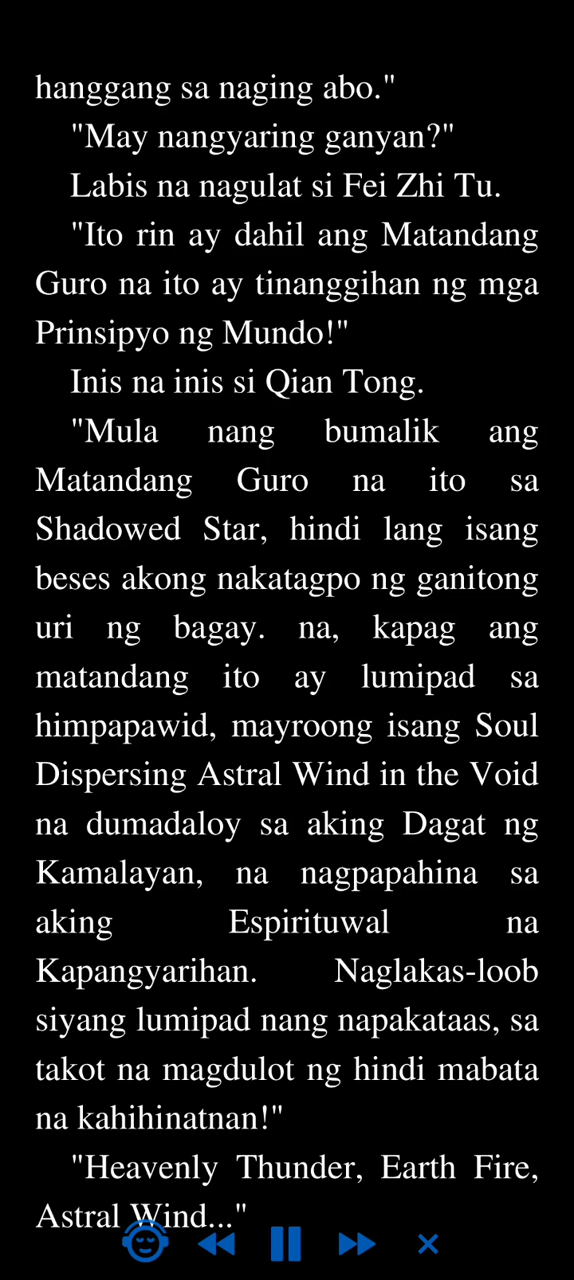 hanggang sa naging abo."
"May nangyaring ganyan?"
Labis na nagulat si Fei Zhi Tu.
"Ito rin ay dahil ang Matandang
Guro na ito ay tinanggihan ng mga
Prinsipyo ng Mundo!"
Inis na inis si Qian Tong.
"Mula nang bumalik ang
Matandang Guro na ito sa
Shadowed Star, hindi lang isang
beses akong nakatagpo ng ganitong
uri ng bagay. na, kapag ang
matandang ito ay lumipad sa
himpapawid, mayroong isang Soul
Dispersing Astral Wind in the Void
na dumadaloy sa aking Dagat ng
Kamalayan, na nagpapahina sa
aking Espirituwal na
Kapangyarihan. Naglakas-loob
siyang lumipad nang napakataas, sa
takot na magdulot ng hindi mabata
na kahihinatnan!"
"Heavenly Thunder, Earth Fire,
Astral Wind..."